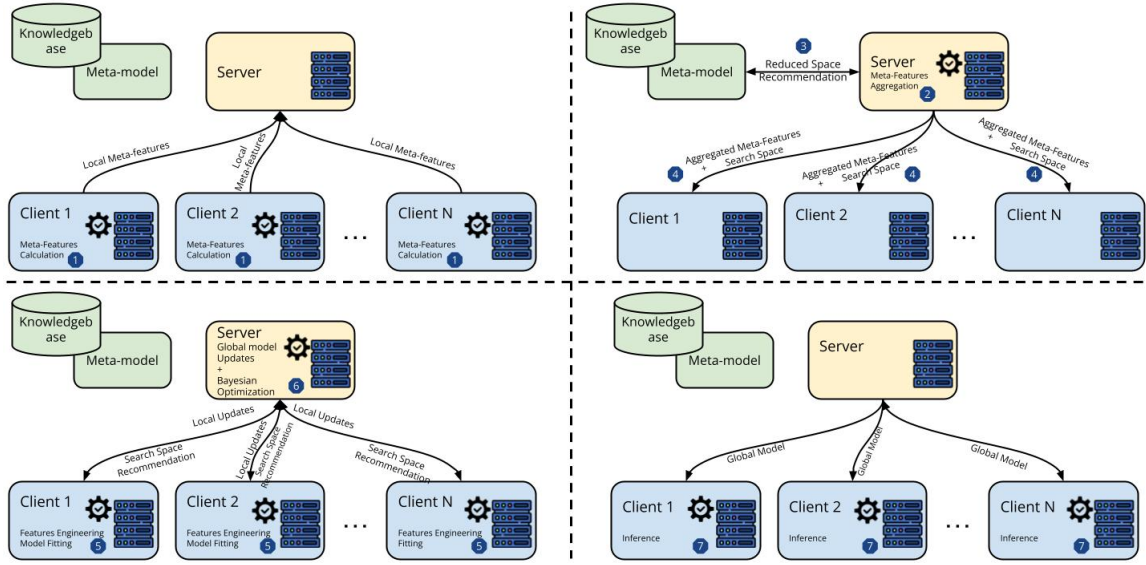 Knowledgeb
ase
Meta-model
Server
Local Meta-features
Local
Meta-features
Local Meta-features
Client 1
Meta-Features
Calculation
1
Client 2
Meta-Features
Calculation
1
...
Client N
Meta-Features
Calculation
1
Knowledgeb
ase
Meta-model
3
Reduced Space
Recommendation
Server
Meta-Features
Aggregation
2
Aggregated Meta-Features
+ Search Space
4
Aggregated Meta-Features
+ Search Space
4
Aggregated Meta-Features
+ Search Space
4
Client 1
Client 2
...
Client N
Knowledgeb
ase
Meta-model
Server
Global model
Updates
+
Bayesian
Optimization
6
Local Updates
Search Space
Recommendation
Local Updates
Search Space
Recommendation
Local Updates
Search Space
Recommendation
Client 1
Features Engineering
Model Fitting
5
Client 2
Features Engineering
Model Fitting
5
...
Client N
Features Engineering
Fitting
5
Knowledgeb
ase
Meta-model
Server
Global Model
Global Model
Global Model
Client 1
Inference
7
Client 2
Inference
7
...
Client N
Inference
7